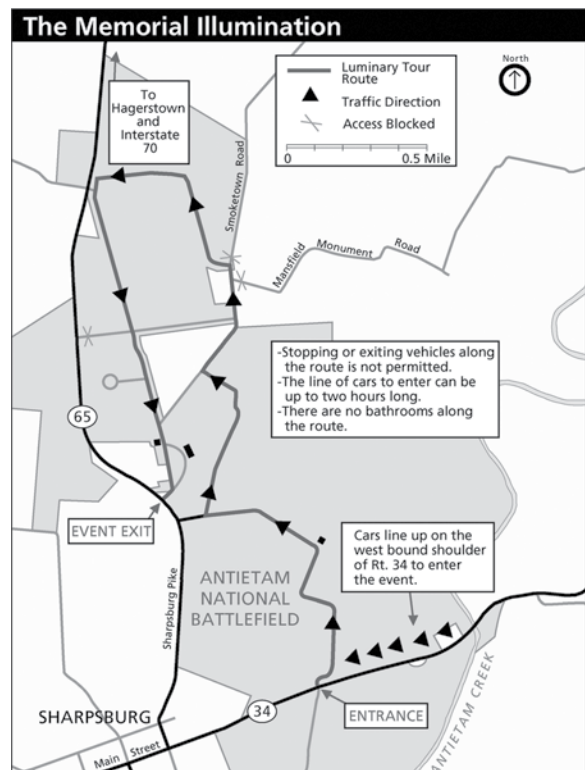 The Memorial Illumination
To
Hagerstown
and
Interstate
70
Luminary Tour
Route
Traffic Direction
Access Blocked
0
0.5 Mile
North
Smoketown Road
Mansfield Monument Road
-Stopping or exiting vehicles along
the route is not permitted.
-The line of cars to enter can be
up to two hours long.
-There are no bathrooms along
the route.
65
EVENT EXIT
Cars line up on the
west bound shoulder
of Rt. 34 to enter
the event.
ANTIETAM
NATIONAL
BATTLEFIELD
Sharpsburg Pike
SHARPSBURG
34
ENTRANCE
Main Street
ANTIETAM CREEK